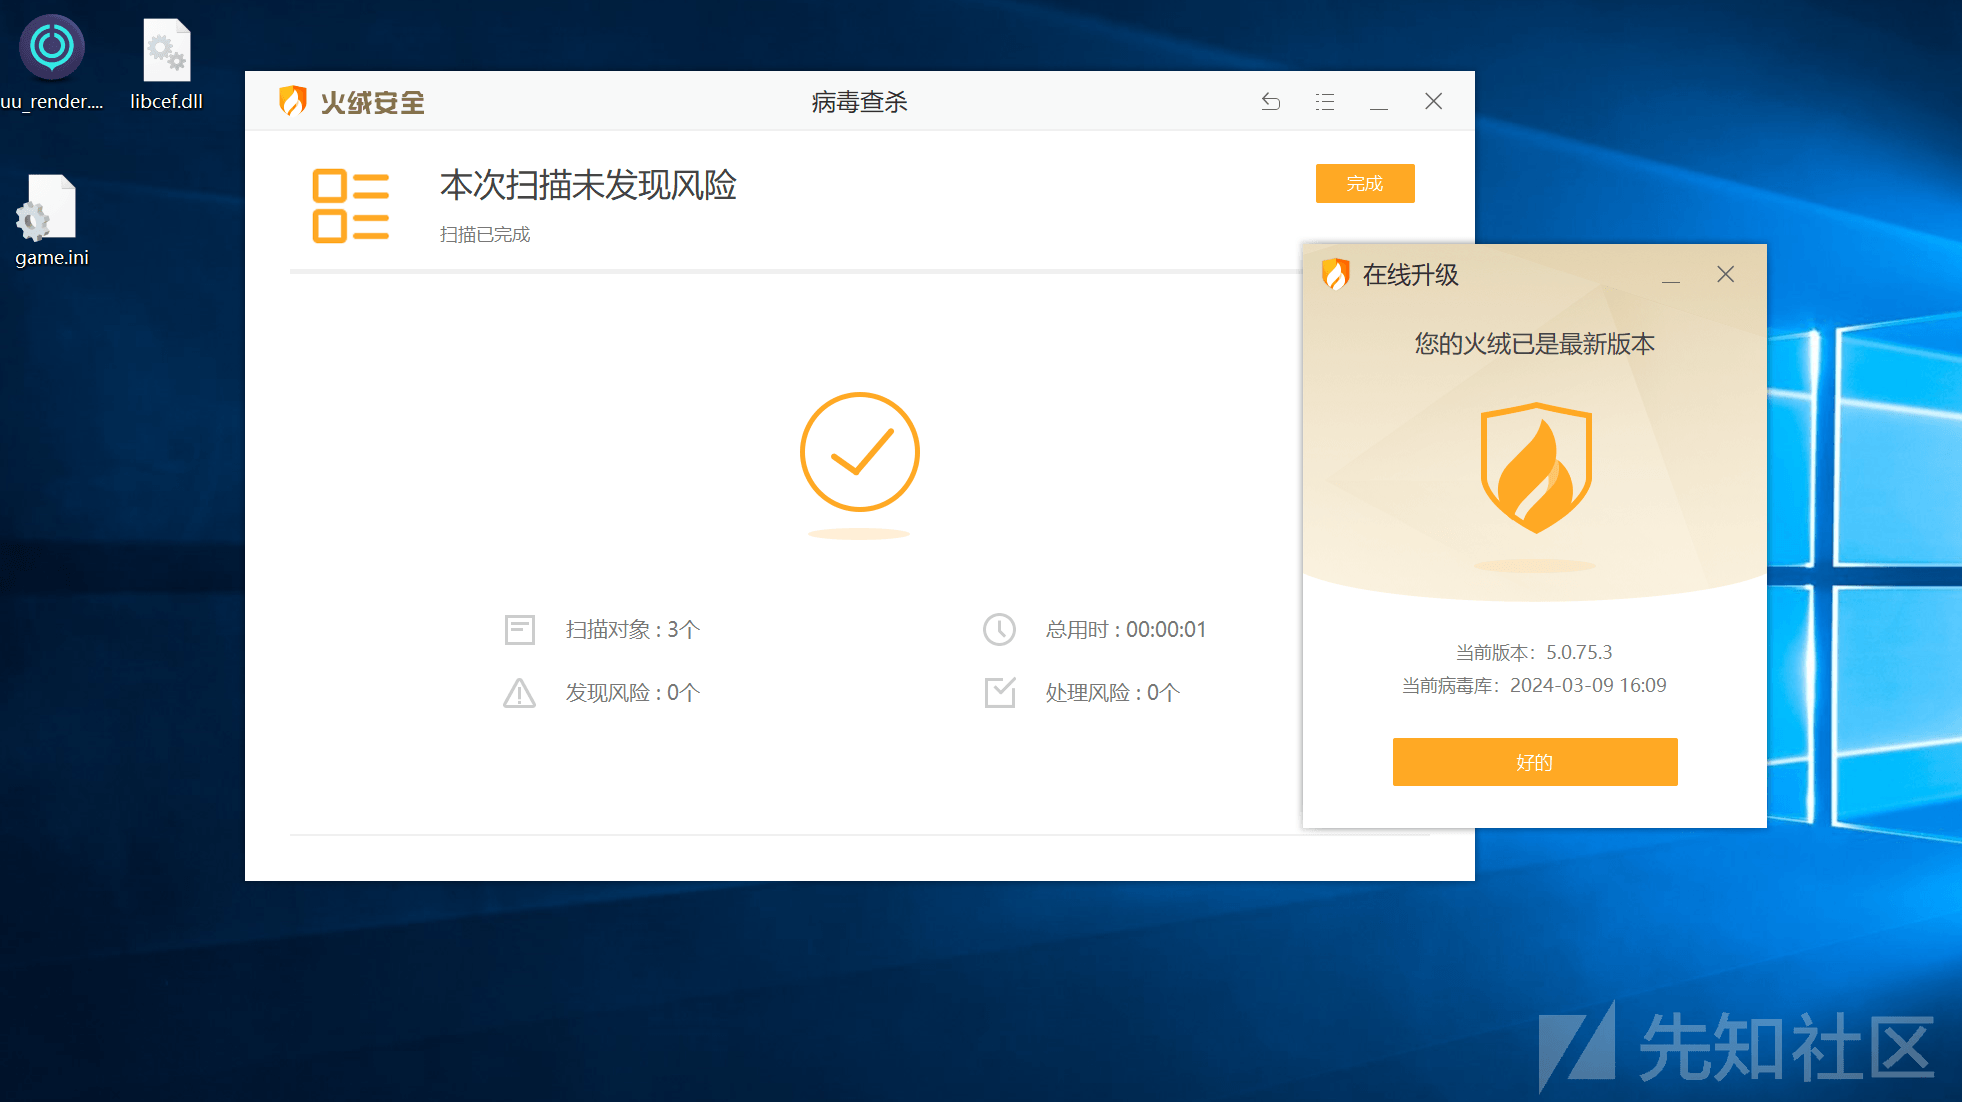 uu_render....
libcef.dll
game.ini
火绒安全
病毒查杀
本次扫描未发现风险
扫描已完成
完成
扫描对象 : 3个
总用时 : 00:00:01
发现风险 : 0个
处理风险 : 0个
在线升级
您的火绒已是最新版本
当前版本：5.0.75.3
当前病毒库：2024-03-09 16:09
好的
先知社区